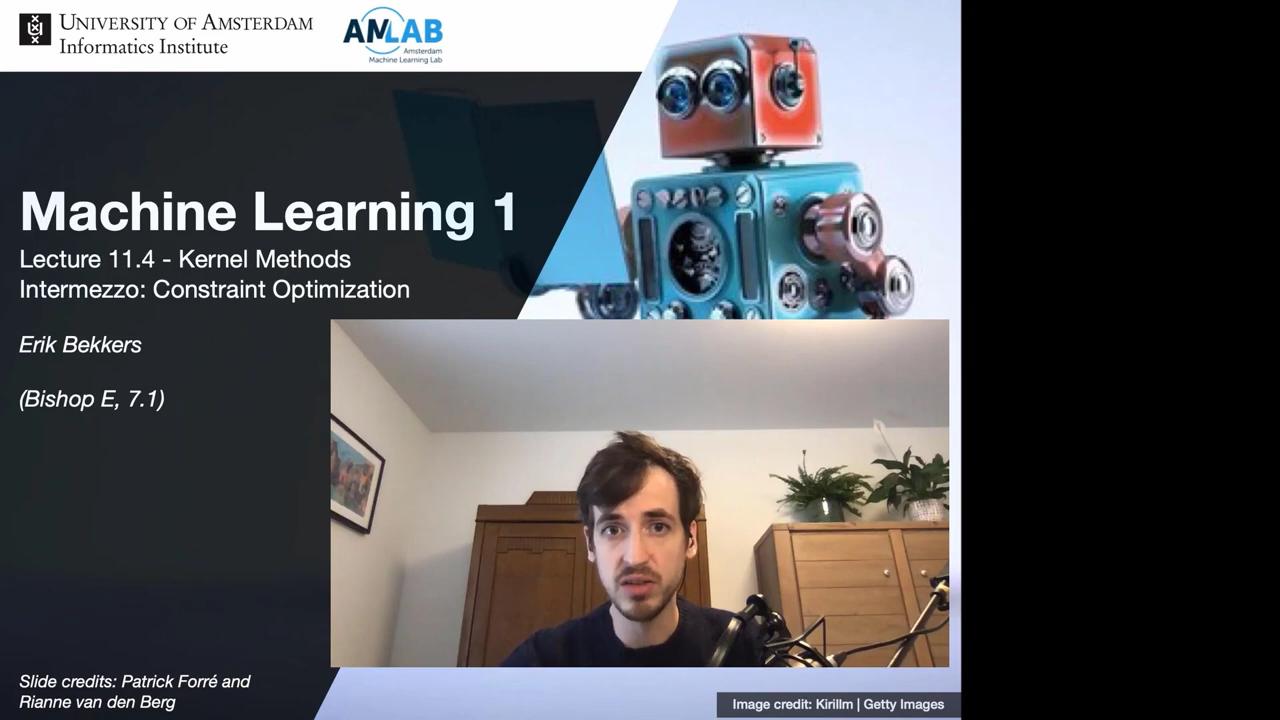 UNIVERSITY OF AMSTERDAM
Informatics Institute
AMLAB
Amsterdam
Machine Learning Lab
Machine Learning 1
Lecture 11.4 - Kernel Methods
Intermezzo: Constraint Optimization
Erik Bekkers
(Bishop E, 7.1)
Slide credits: Patrick Forré and
Rianne van den Berg
Image credit: Kirillm | Getty Images